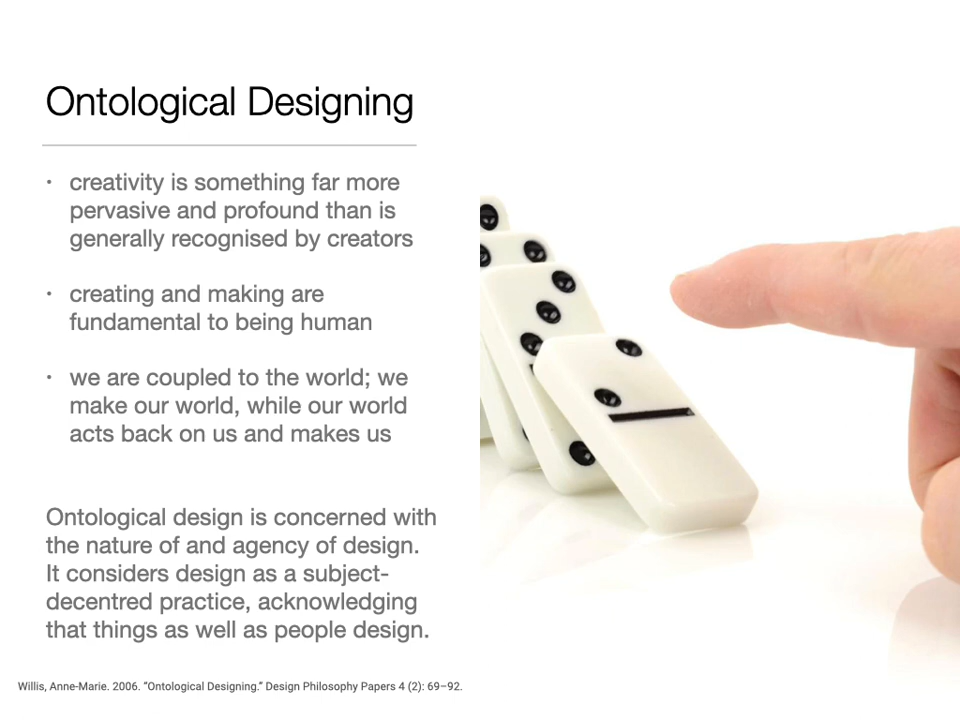 Ontological Designing
• creativity is something far more
pervasive and profound than is
generally recognised by creators
• creating and making are
fundamental to being human
• we are coupled to the world; we
make our world, while our world
acts back on us and makes us
Ontological design is concerned with
the nature of and agency of design.
It considers design as a subject-
decentred practice, acknowledging
that things as well as people design.
Willis, Anne-Marie. 2006. “Ontological Designing.” Design Philosophy Papers 4 (2): 69–92.